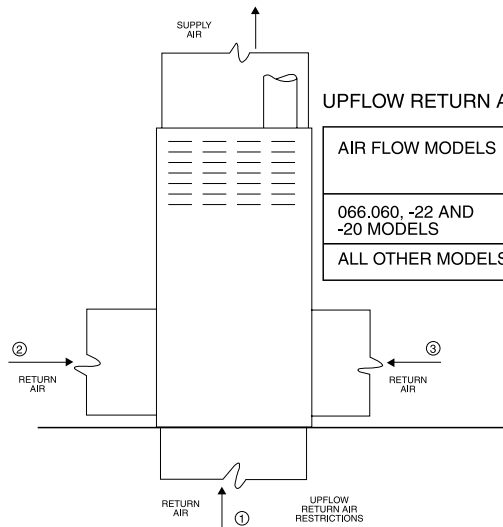 SUPPLY
AIR
UPFLOW RETURN A
AIR FLOW MODELS
066.060, -22 AND
-20 MODELS
ALL OTHER MODELS
②
RETURN
AIR
③
RETURN
AIR
RETURN
AIR
①
UPFLOW
RETURN AIR
RESTRICTIONS